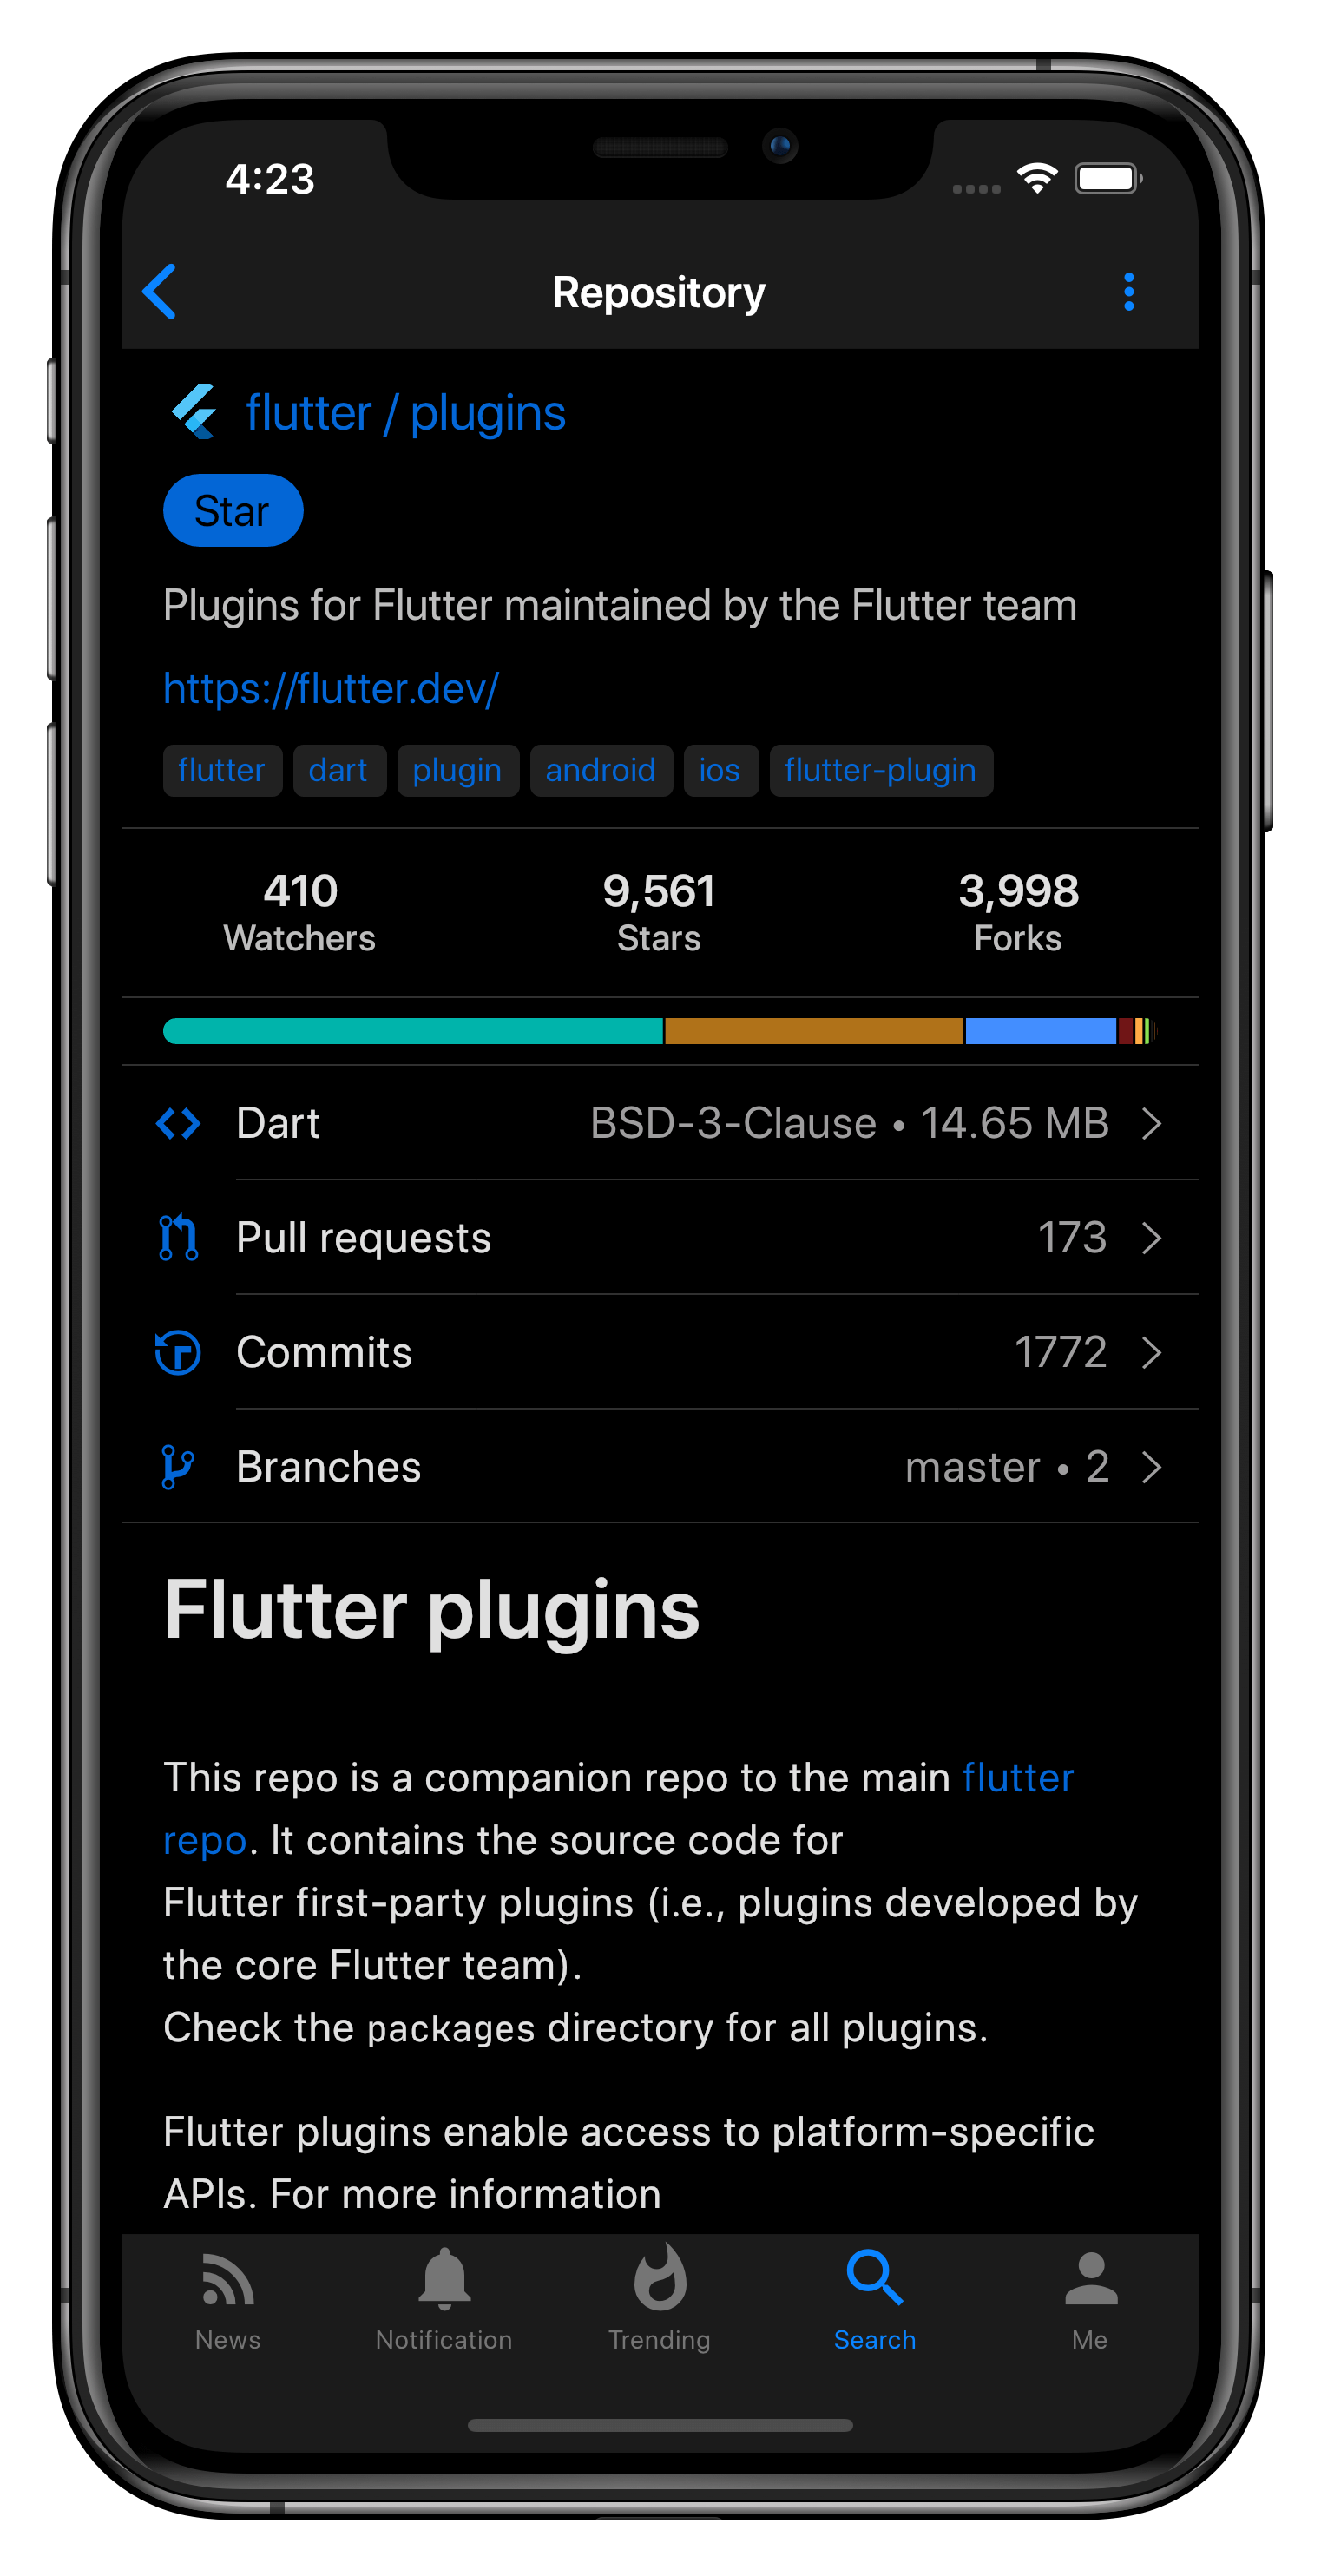 4:23
Repository
flutter / plugins
Star
Plugins for Flutter maintained by the Flutter team
https://flutter.dev/
flutter dart plugin android ios flutter-plugin
410 9,561 3,998
Watchers Stars Forks
Dart BSD-3-Clause • 14.65 MB
Pull requests 173
Commits 1772
Branches master • 2
Flutter plugins
This repo is a companion repo to the main flutter
repo. It contains the source code for
Flutter first-party plugins (i.e., plugins developed by
the core Flutter team).
Check the packages directory for all plugins.
Flutter plugins enable access to platform-specific
APIs. For more information
News Notification Trending Search Me